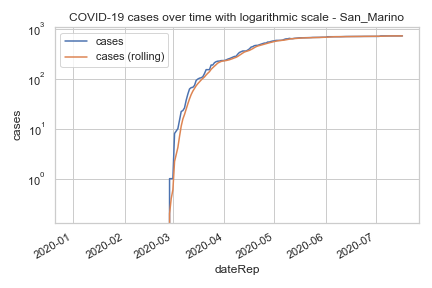 COVID-19 cases over time with logarithmic scale - San_Marino
cases
cases (rolling)
10³
10²
10¹
10⁰
cases
2020-01
2020-02
2020-03
2020-04
2020-05
2020-06
2020-07
dateRep